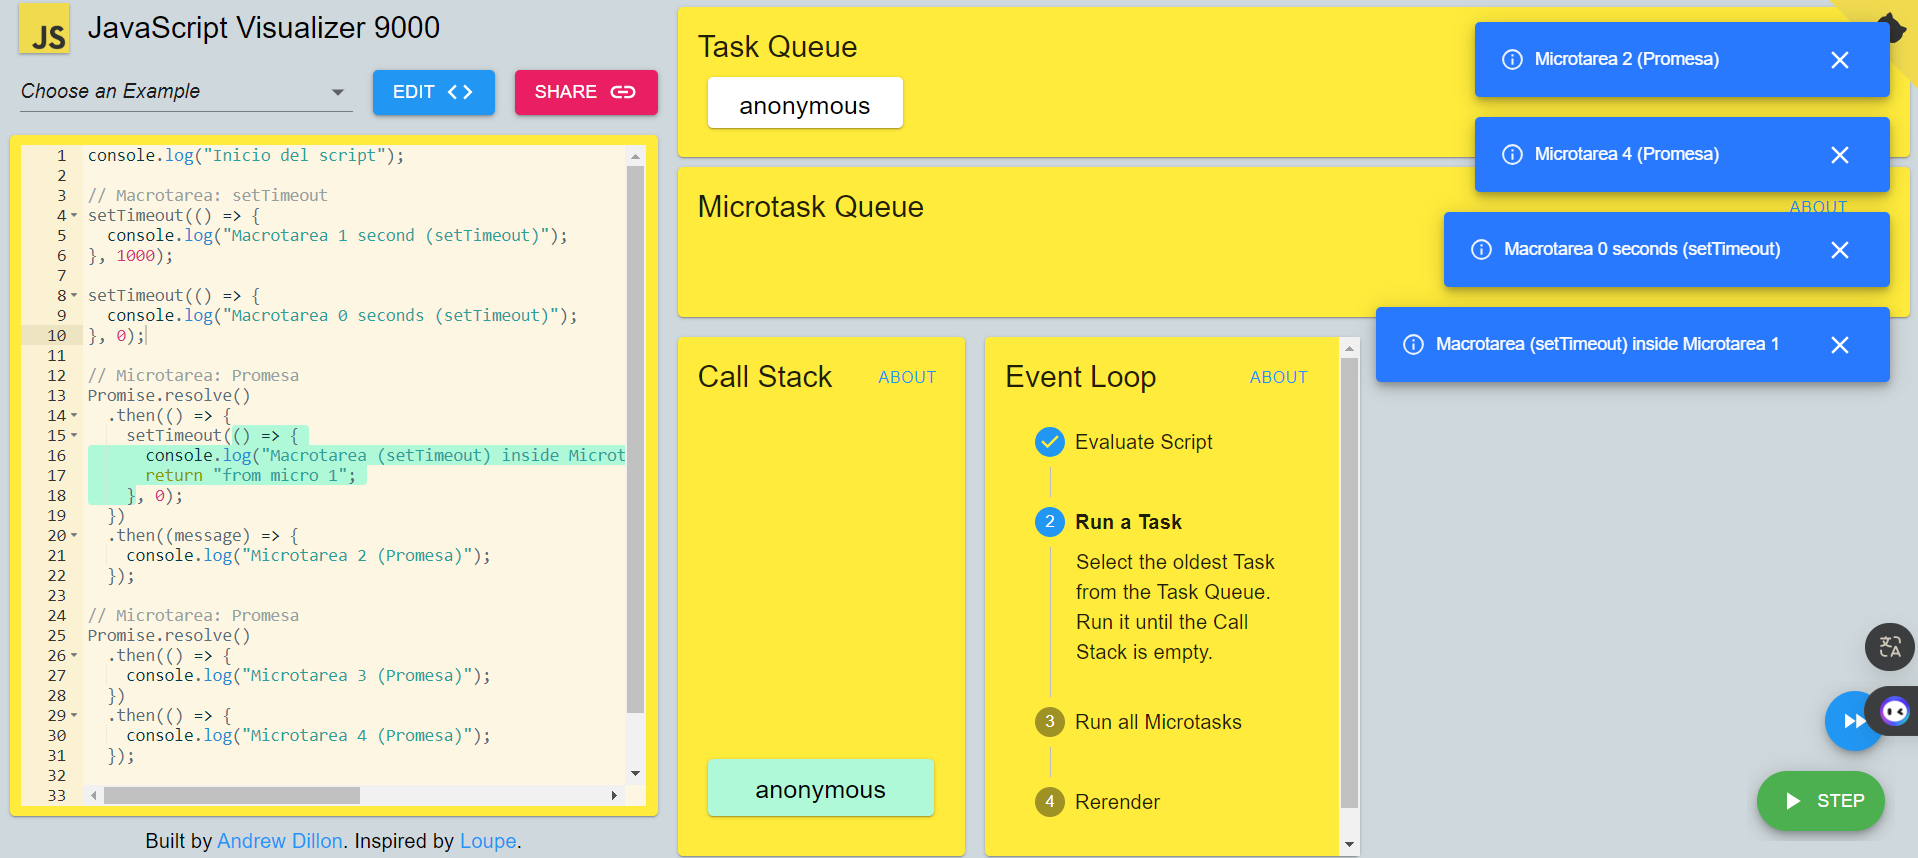 JS
JavaScript Visualizer 9000
Choose an Example
EDIT
SHARE
1 console.log("Inicio del script");
2
3 // Macrotarea: setTimeout
4 setTimeout(() => {
5 console.log("Macrotarea 1 second (setTimeout)");
6 }, 1000);
7
8 setTimeout(() => {
9 console.log("Macrotarea 0 seconds (setTimeout)");
10 }, 0);
11
12 // Microtarea: Promesa
13 Promise.resolve()
14 .then(() => {
15 setTimeout(() => {
16 console.log("Macrotarea (setTimeout) inside Microt
17 return "from micro 1";
18 }, 0);
19 })
20 .then((message) => {
21 console.log("Microtarea 2 (Promesa)");
22 });
23
24 // Microtarea: Promesa
25 Promise.resolve()
26 .then(() => {
27 console.log("Microtarea 3 (Promesa)");
28 })
29 .then(() => {
30 console.log("Microtarea 4 (Promesa)");
31 });
32
33
Built by Andrew Dillon. Inspired by Loupe.
Task Queue
anonymous
Microtask Queue
ABOUT
Call Stack
ABOUT
anonymous
Event Loop
ABOUT
Evaluate Script
2 Run a Task
Select the oldest Task
from the Task Queue.
Run it until the Call
Stack is empty.
3 Run all Microtasks
4 Rerender
Microtarea 2 (Promesa)
Microtarea 4 (Promesa)
Macrotarea 0 seconds (setTimeout)
Macrotarea (setTimeout) inside Microtarea 1
STEP